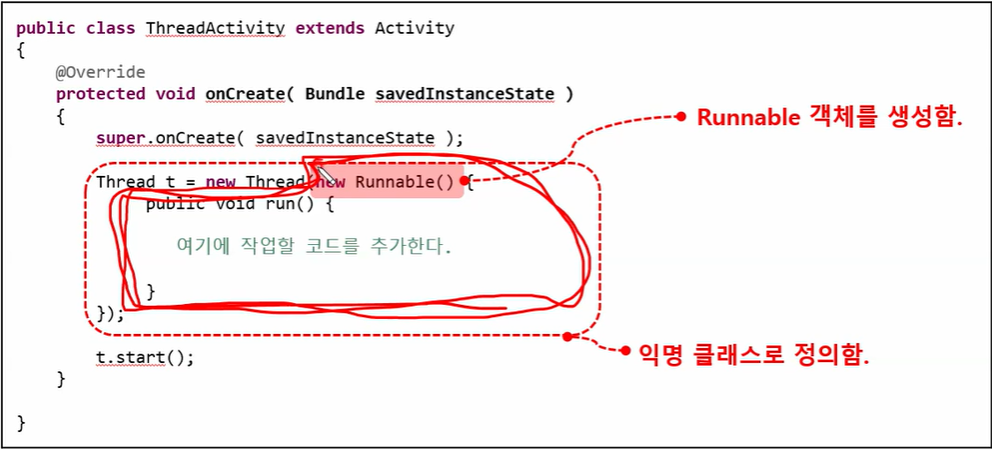 public class ThreadActivity extends Activity
{
@Override
protected void onCreate( Bundle savedInstanceState )
{
super.onCreate( savedInstanceState );
Runnable 객체를 생성함.
Thread t = new Thread(new Runnable() {
public void run() {
여기에 작업할 코드를 추가한다.
}
});
익명 클래스로 정의함.
t.start();
}
}